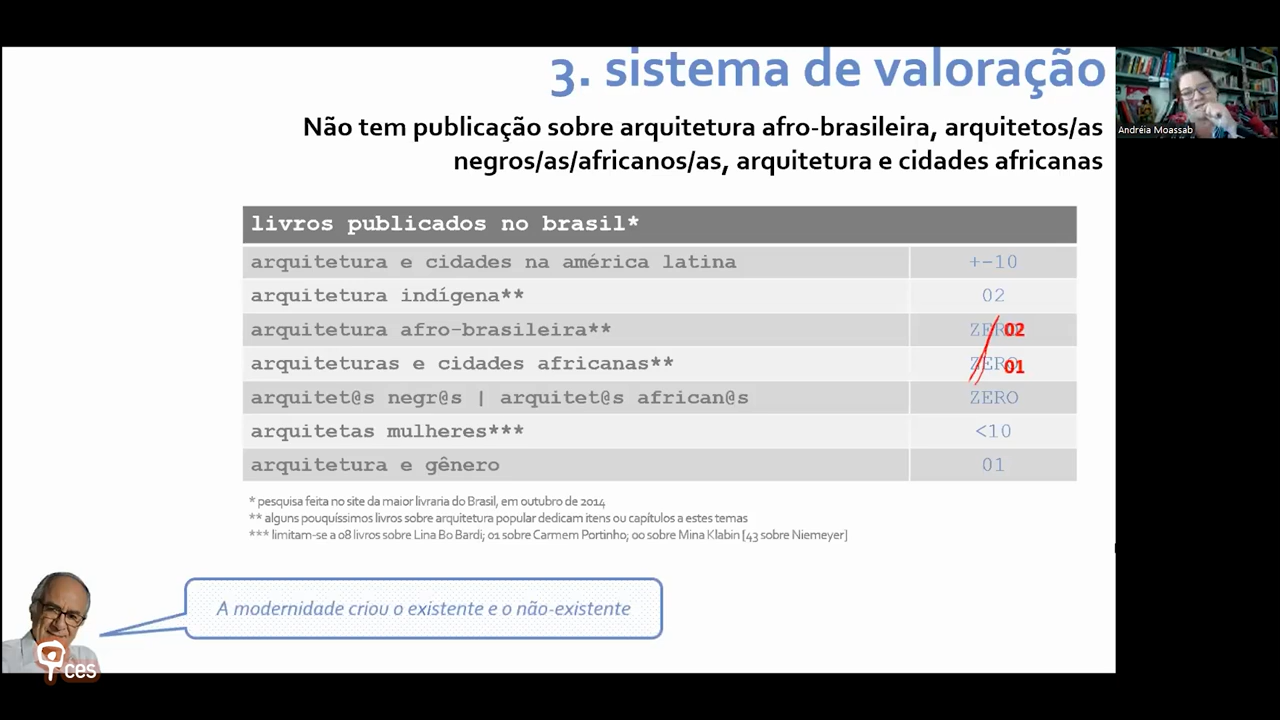 3. sistema de valoração
Não tem publicação sobre arquitetura afro-brasileira, arquitetos/as
negros/as/africanos/as, arquitetura e cidades africanas
Andréia Moassab
livros publicados no brasil*
arquitetura e cidades na américa latina +-10
arquitetura indígena** 02
arquitetura afro-brasileira** ZERO 02
arquiteturas e cidades africanas** ZERO 01
arquitet@s negr@s | arquitet@s african@s ZERO
arquitetas mulheres*** <10
arquitetura e gênero 01
* pesquisa feita no site da maior livraria do Brasil, em outubro de 2014
** alguns pouquíssimos livros sobre arquitetura popular dedicam itens ou capítulos a estes temas
*** limitam-se a 08 livros sobre Lina Bo Bardi; 01 sobre Carmem Portinho; 00 sobre Mina Klabin [43 sobre Niemeyer]
A modernidade criou o existente e o não-existente
ces